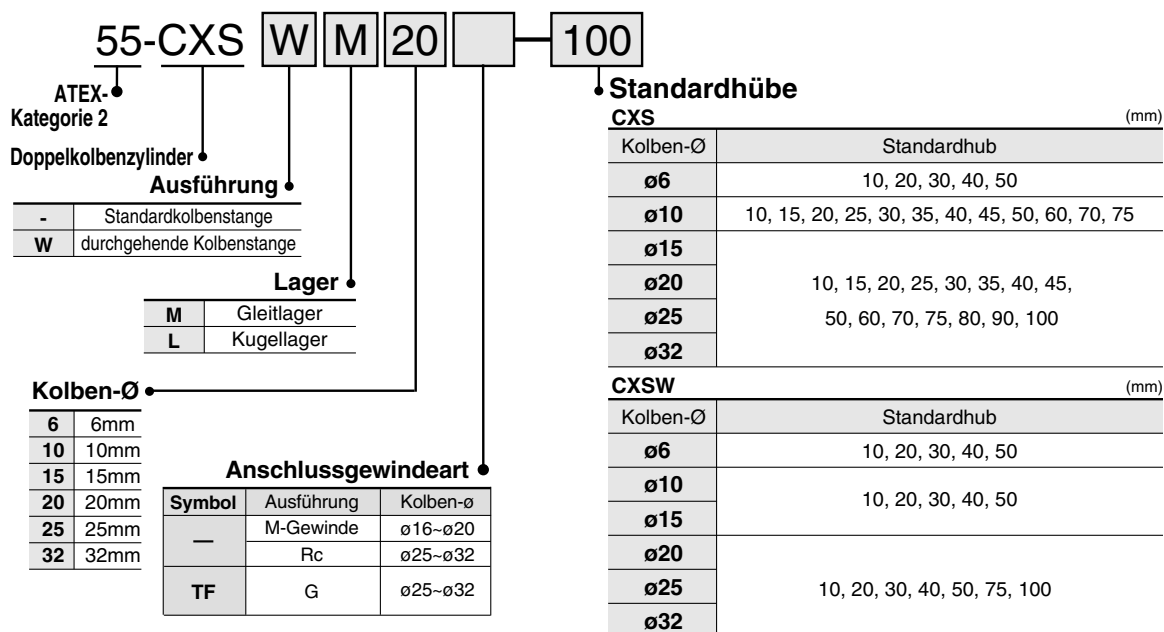 55-CXS W M 20 - 100
ATEX-
Kategorie 2
Doppelkolbenzylinder
Ausführung
- Standardkolbenstange
W durchgehende Kolbenstange
Lager
M Gleitlager
L Kugellager
Kolben-Ø
6 6mm
10 10mm
15 15mm
20 20mm
25 25mm
32 32mm
Anschlussgewindeart
Symbol Ausführung Kolben-ø
— M-Gewinde ø16~ø20
Rc ø25~ø32
TF G ø25~ø32
Standardhübe
CXS (mm)
Kolben-Ø Standardhub
ø6 10, 20, 30, 40, 50
ø10 10, 15, 20, 25, 30, 35, 40, 45, 50, 60, 70, 75
ø15
ø20 10, 15, 20, 25, 30, 35, 40, 45,
ø25 50, 60, 70, 75, 80, 90, 100
ø32
CXSW (mm)
Kolben-Ø Standardhub
ø6 10, 20, 30, 40, 50
ø10
10, 20, 30, 40, 50
ø15
ø20
ø25 10, 20, 30, 40, 50, 75, 100
ø32